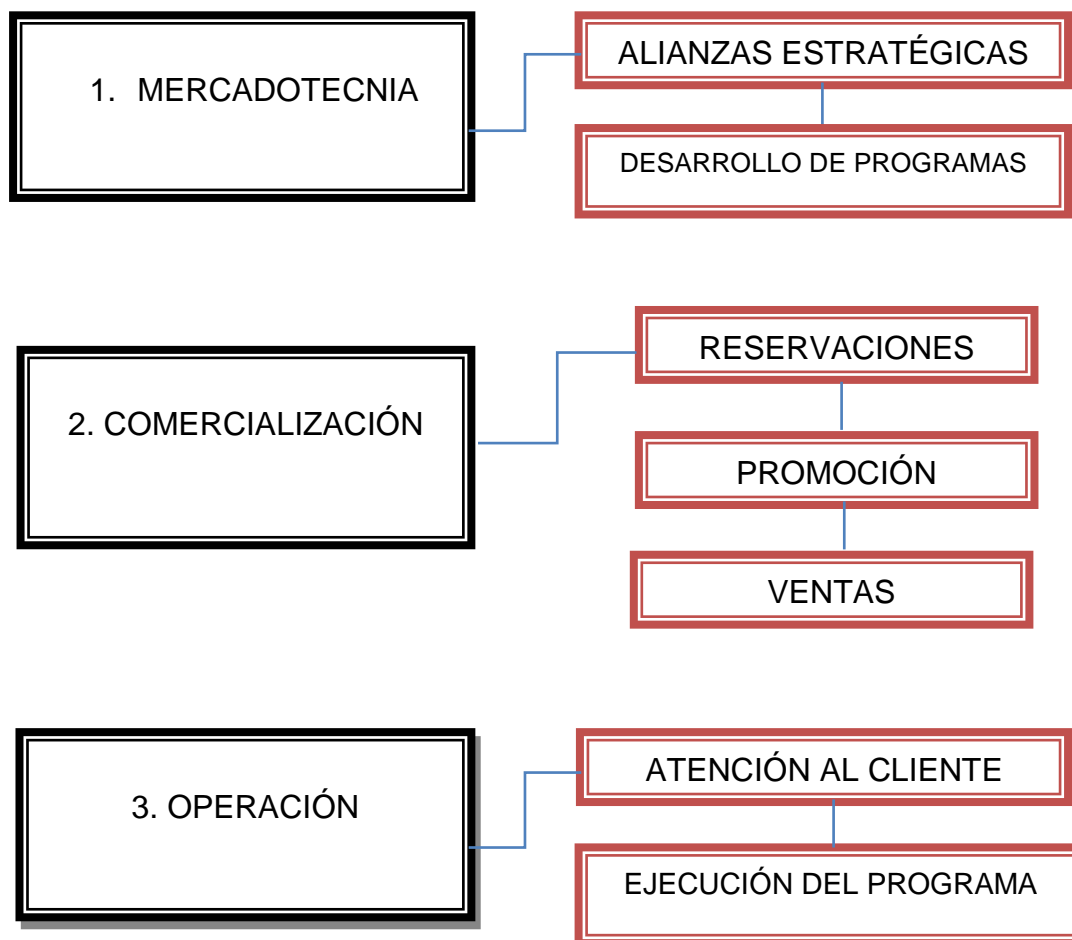 1. MERCADOTECNIA
ALIANZAS ESTRATÉGICAS
DESARROLLO DE PROGRAMAS
2. COMERCIALIZACIÓN
RESERVACIONES
PROMOCIÓN
VENTAS
3. OPERACIÓN
ATENCIÓN AL CLIENTE
EJECUCIÓN DEL PROGRAMA